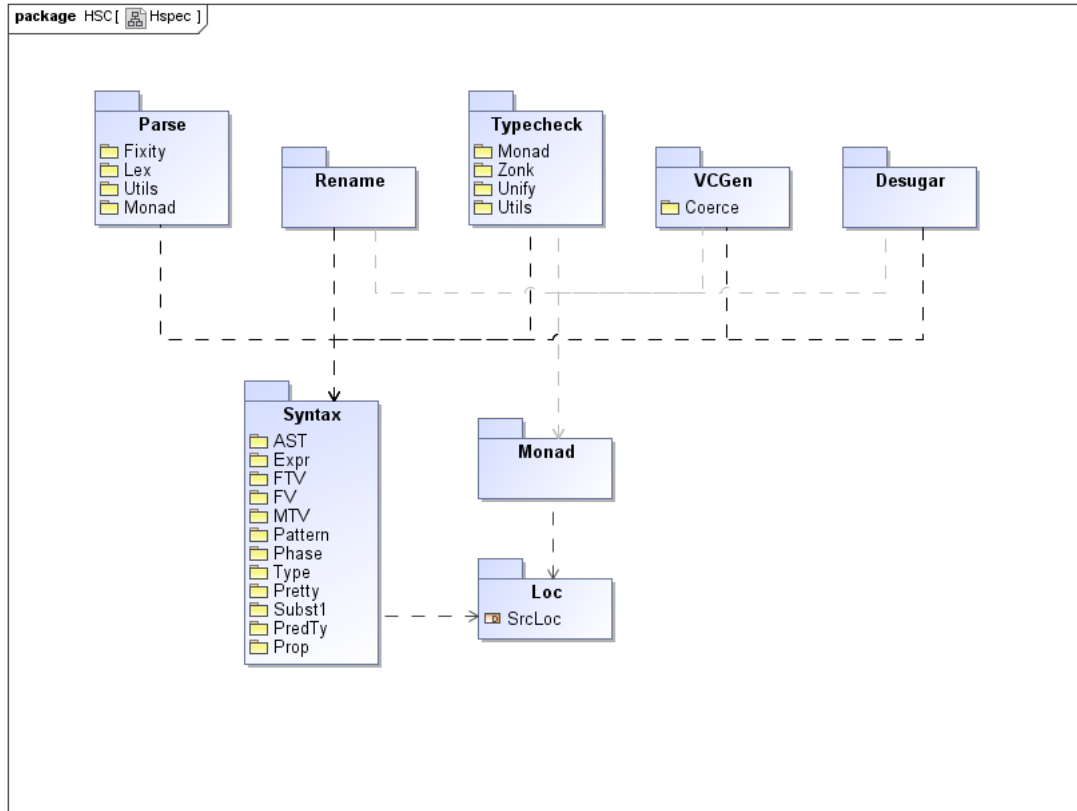 package HSC[ Hspec ]
Parse
Fixity
Lex
Utils
Monad
Rename
Typecheck
Monad
Zonk
Unify
Utils
VCGen
Coerce
Desugar
Syntax
AST
Expr
FTV
FV
MTV
Pattern
Phase
Type
Pretty
Subst1
PredTy
Prop
Monad
Loc
SrcLoc